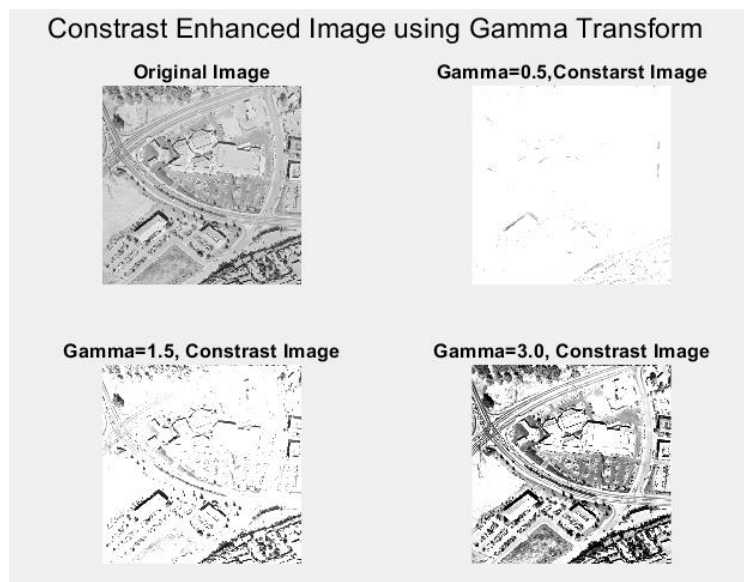 Constrast Enhanced Image using Gamma Transform
Original Image
Gamma=0.5,Constarst Image
Gamma=1.5, Constrast Image
Gamma=3.0, Constrast Image